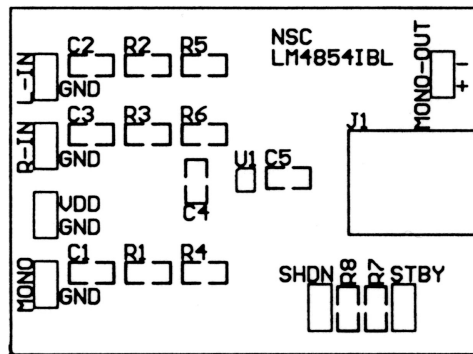 C2 R2 R5 NSC
LM4854IBL
L-IN
GND
MONO-OUT
-
+
C3 R3 R6
R-IN
GND
J1
U1 C5
VDD
GND
C4
C1 R1 R4
MONO
GND
SHDN R8 R7 STBY